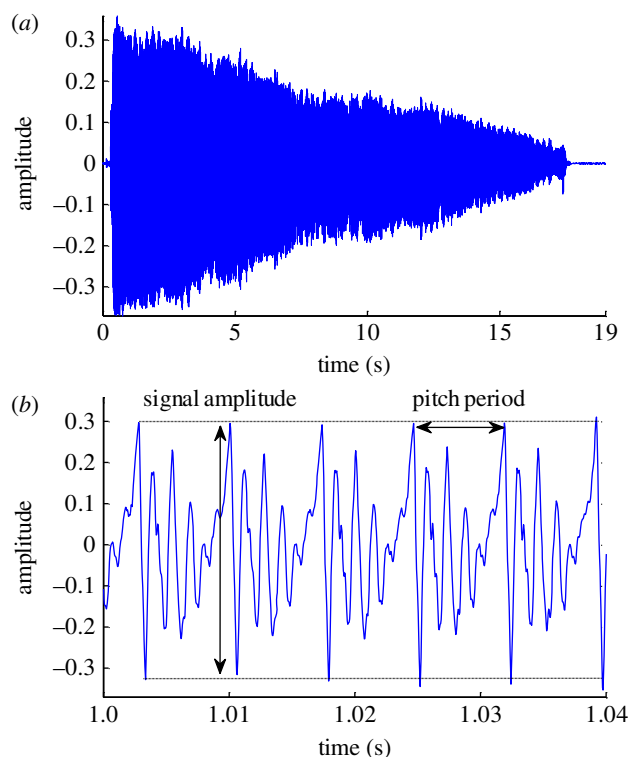 (a)
0.3
0.2
0.1
0
−0.1
−0.2
−0.3
amplitude
0 5 10 15 19
time (s)
(b)
signal amplitude pitch period
0.3
0.2
0.1
0
−0.1
−0.2
−0.3
amplitude
1.0 1.01 1.02 1.03 1.04
time (s)